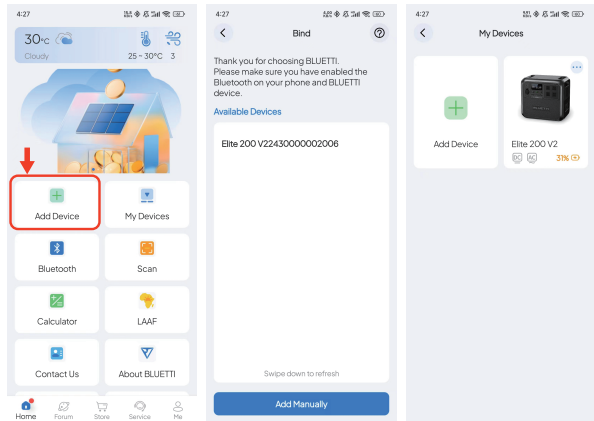 4:27
30°C
Cloudy
25 ~ 30°C 3
Add Device
My Devices
Bluetooth
Scan
Calculator
LAAF
Contact Us
About BLUETTI
Home
Forum
Store
Service
Me
4:27
Bind
Thank you for choosing BLUETTI.
Please make sure you have enabled the
Bluetooth on your phone and BLUETTI
device.
Available Devices
Elite 200 V22430000002006
Swipe down to refresh
Add Manually
4:27
My Devices
Add Device
Elite 200 V2
DC AC 31%